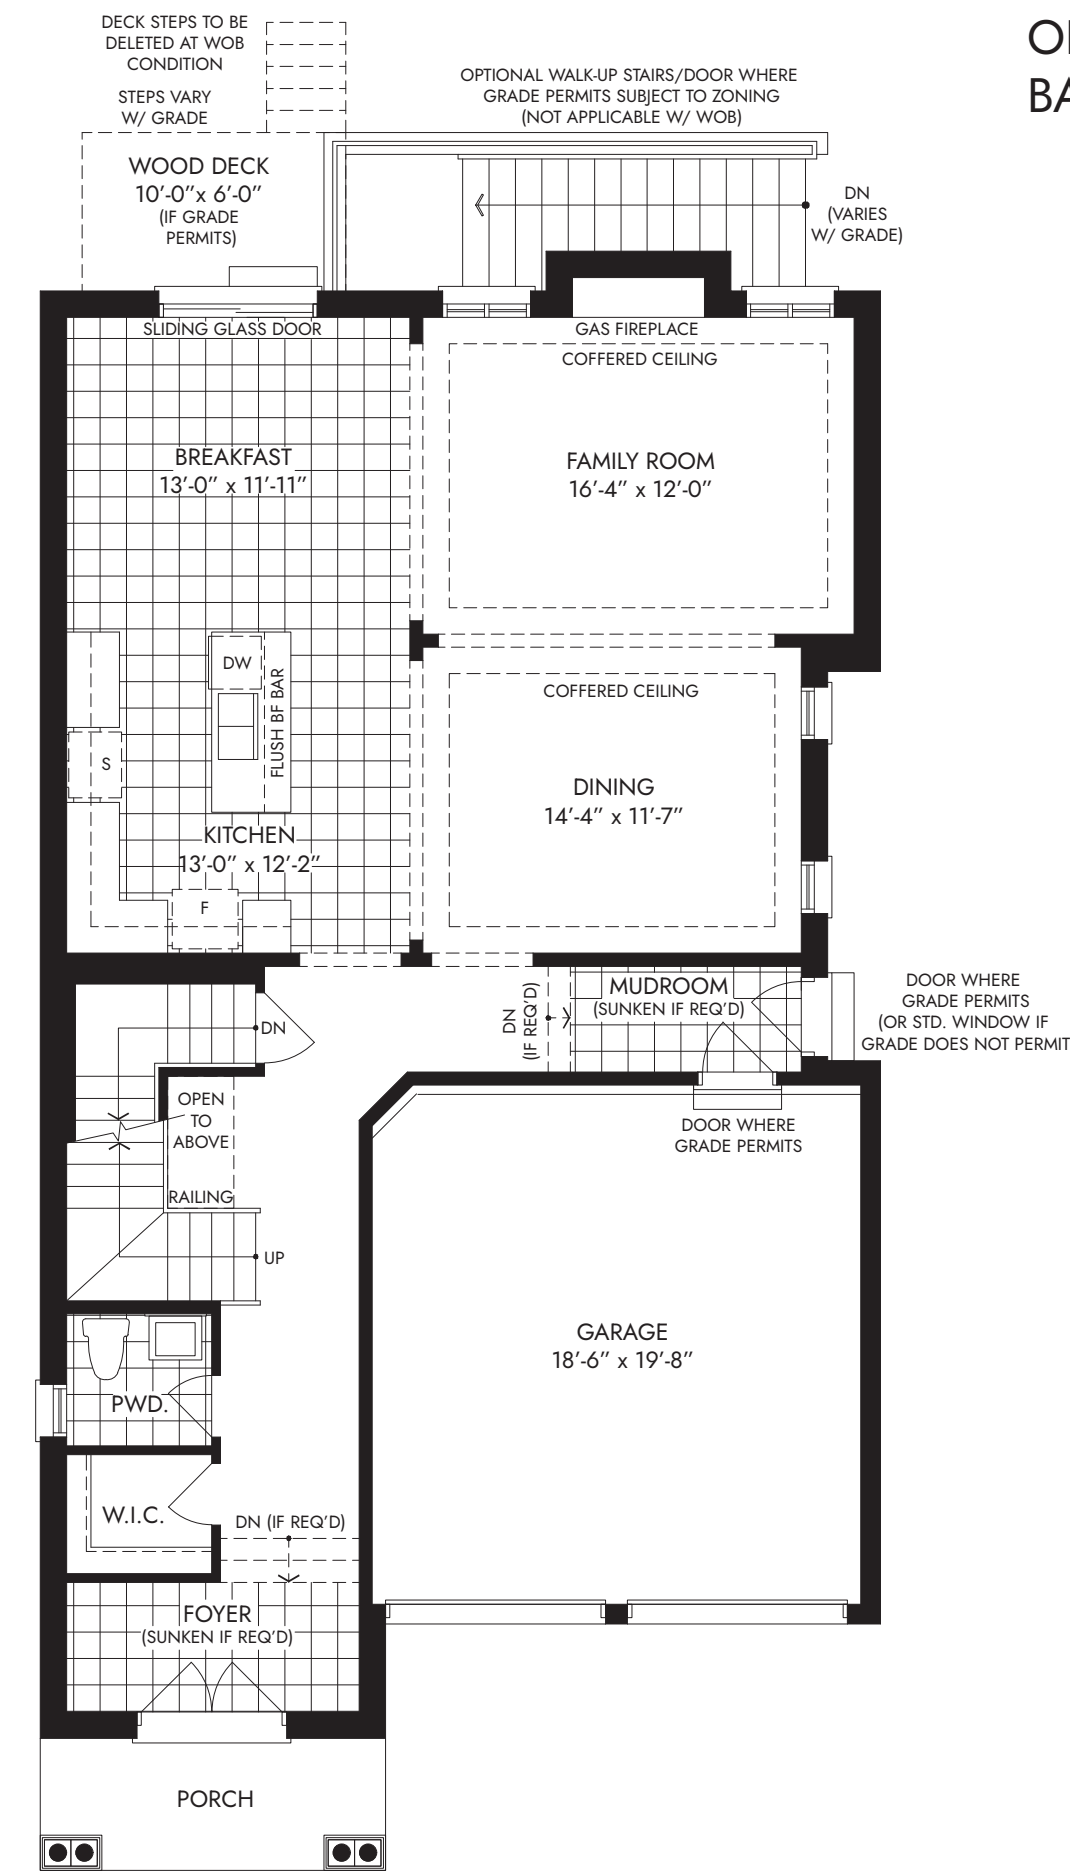 DECK STEPS TO BE
DELETED AT WOB
CONDITION
STEPS VARY
W/ GRADE
OPTIONAL WALK-UP STAIRS/DOOR WHERE
GRADE PERMITS SUBJECT TO ZONING
(NOT APPLICABLE W/ WOB)
WOOD DECK
10'-0"x 6'-0"
(IF GRADE
PERMITS)
DN
(VARIES
W/ GRADE)
SLIDING GLASS DOOR
GAS FIREPLACE
COFFERED CEILING
BREAKFAST
13'-0" x 11'-11"
FAMILY ROOM
16'-4" x 12'-0"
DW
FLUSH BF BAR
S
COFFERED CEILING
DINING
14'-4" x 11'-7"
KITCHEN
13'-0" x 12'-2"
F
MUDROOM
(SUNKEN IF REQ'D)
DN
(IF REQ'D)
DOOR WHERE
GRADE PERMITS
(OR STD. WINDOW IF
GRADE DOES NOT PERMIT
DN
OPEN
TO
ABOVE
RAILING
UP
DOOR WHERE
GRADE PERMITS
GARAGE
18'-6" x 19'-8"
PWD.
W.I.C.
DN (IF REQ'D)
FOYER
(SUNKEN IF REQ'D)
PORCH